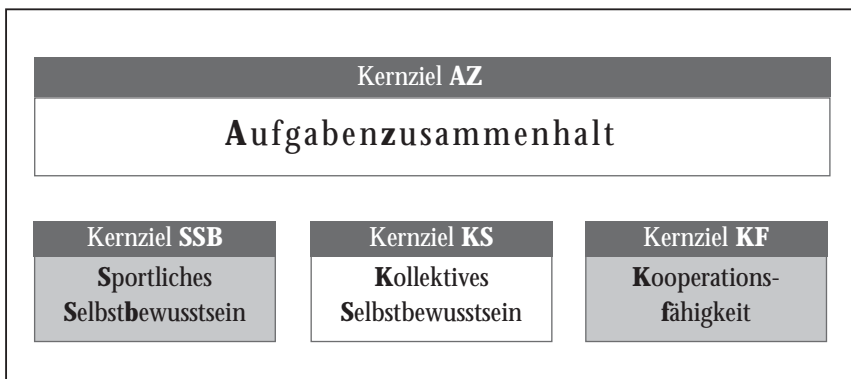 Kernziel AZ
Aufgabenzusammenhalt
Kernziel SSB
Sportliches
Selbstbewusstsein
Kernziel KS
Kollektives
Selbstbewusstsein
Kernziel KF
Kooperations-
fähigkeit